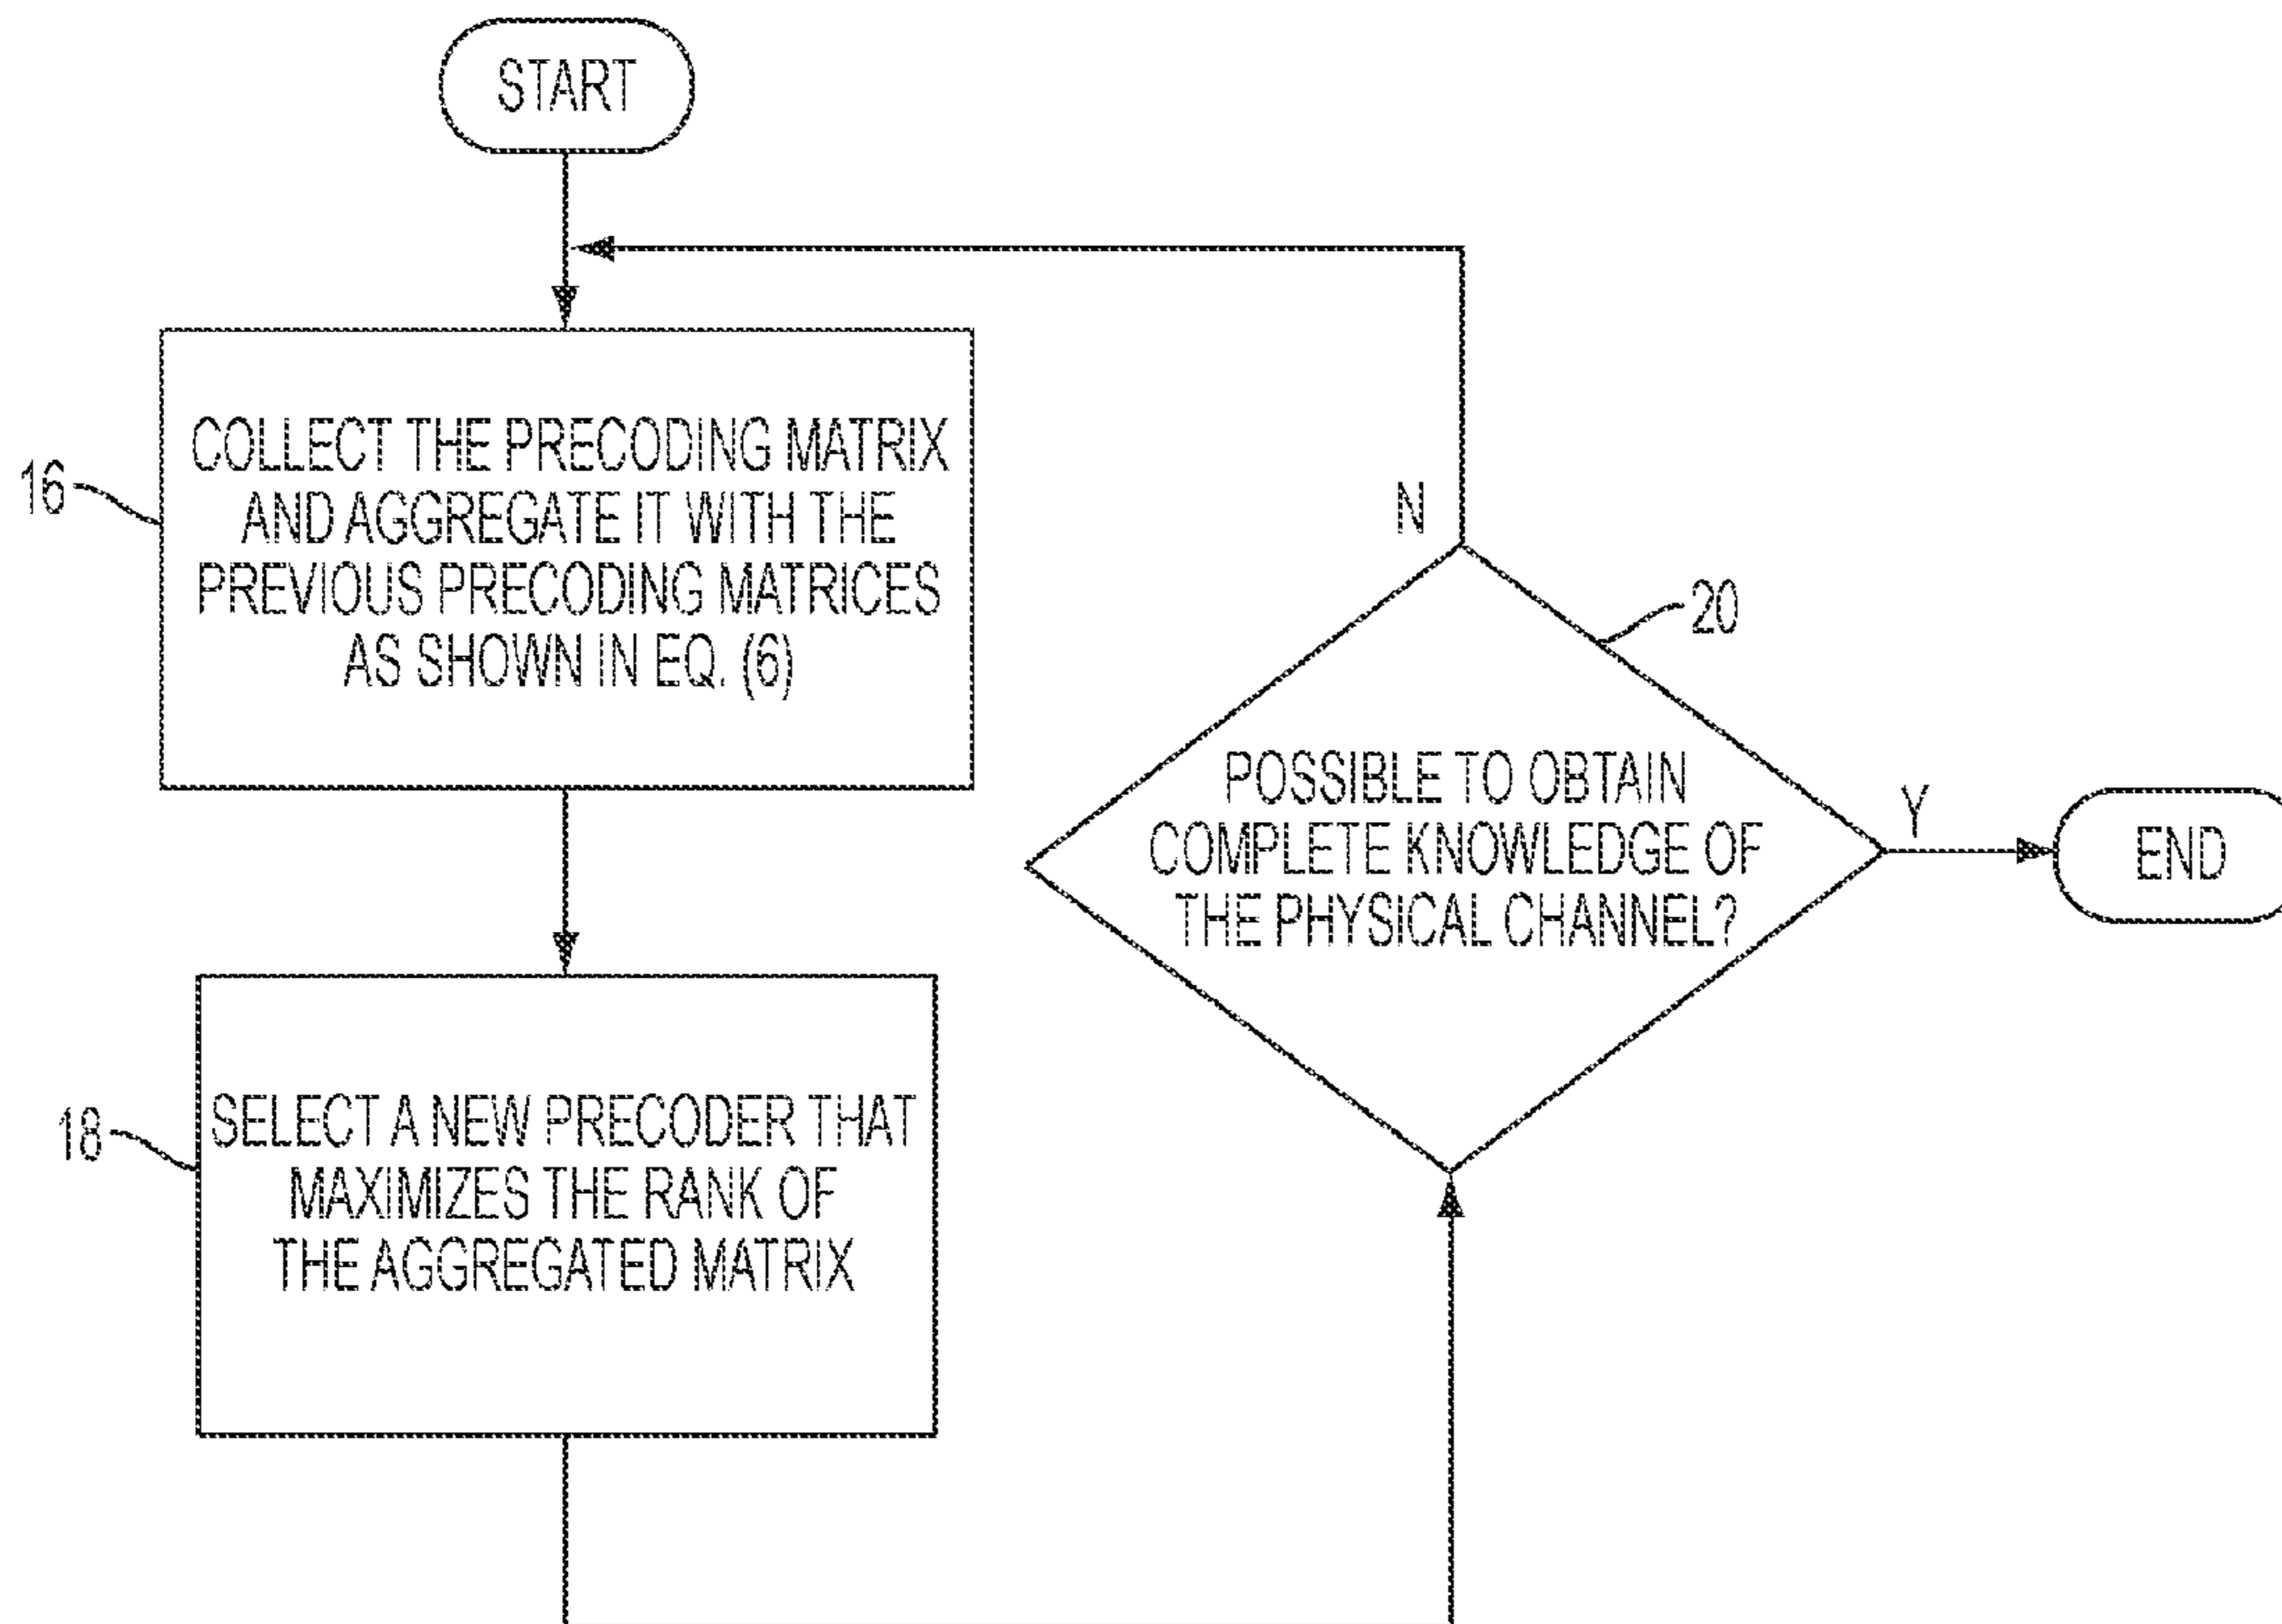 START
16
COLLECT THE PRECODING MATRIX
AND AGGREGATE IT WITH THE
PREVIOUS PRECODING MATRICES
AS SHOWN IN EQ. (6)
18
SELECT A NEW PRECODER THAT
MAXIMIZES THE RANK OF
THE AGGREGATED MATRIX
N
20
POSSIBLE TO OBTAIN
COMPLETE KNOWLEDGE OF
THE PHYSICAL CHANNEL?
Y
END